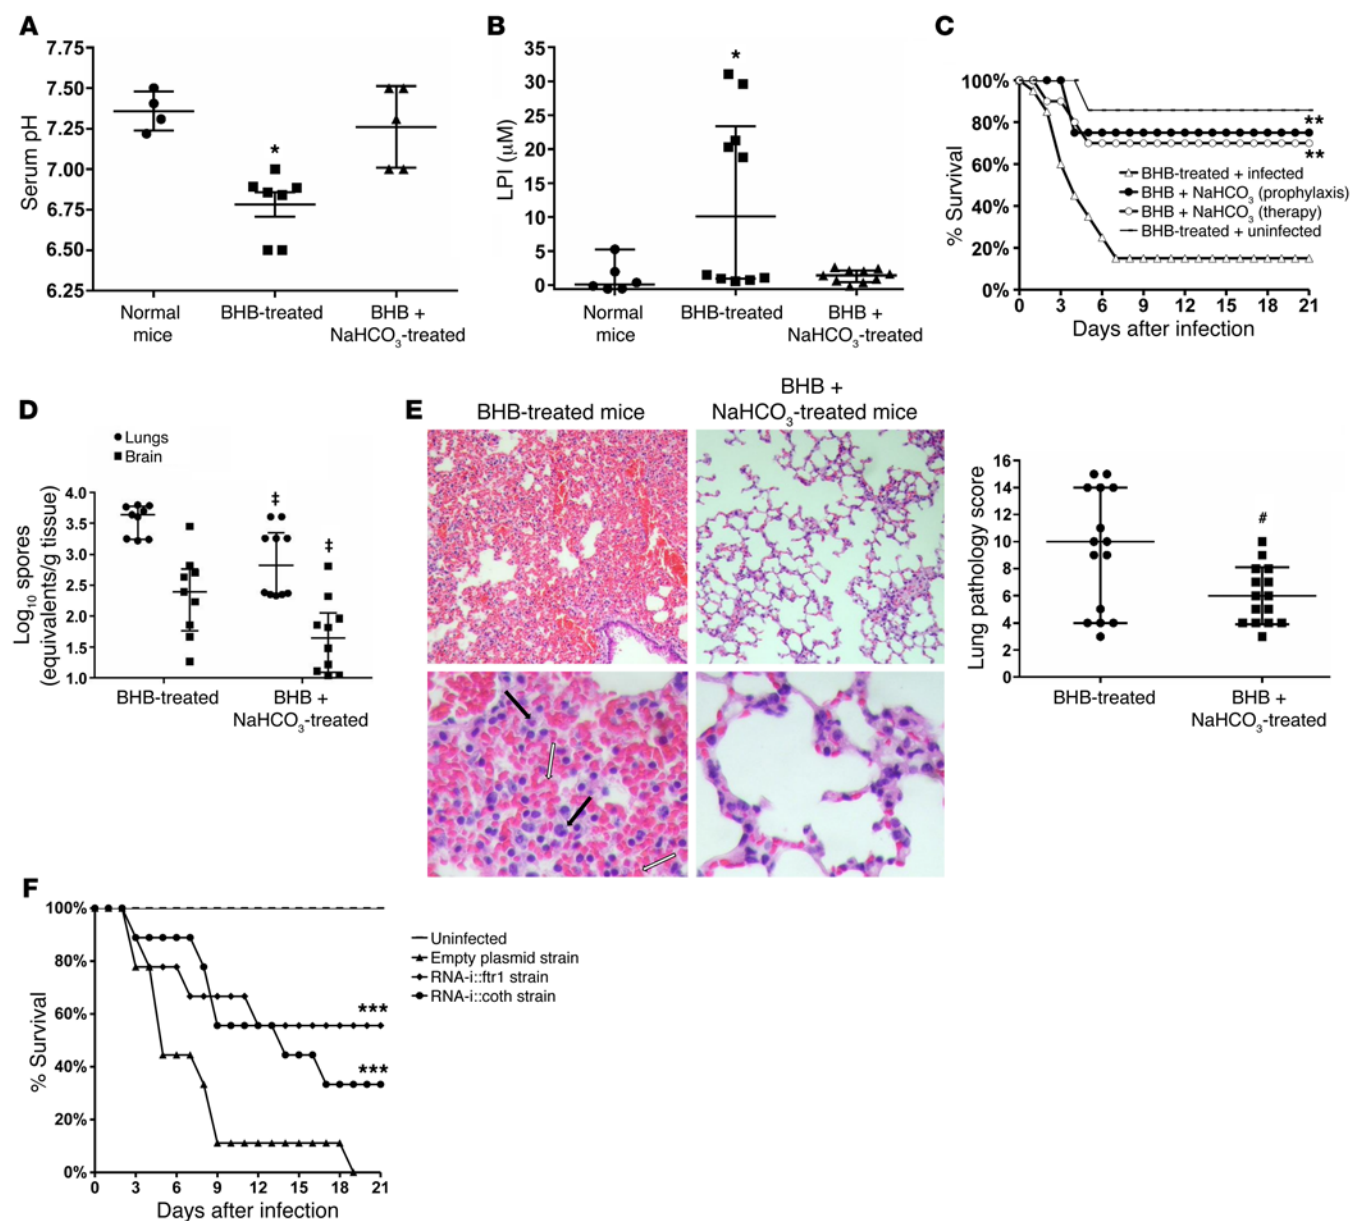 A
7.75
7.50
7.25
7.00
6.75
6.50
6.25
Serum pH
*
Normal
mice
BHB-treated
BHB +
NaHCO3-treated
B
35
30
25
20
15
10
5
0
LPI (μM)
*
Normal
mice
BHB-treated
BHB +
NaHCO3-treated
C
100%
80%
60%
40%
20%
0%
% Survival
**
**
BHB-treated + infected
BHB + NaHCO3 (prophylaxis)
BHB + NaHCO3 (therapy)
BHB-treated + uninfected
0 3 6 9 12 15 18 21
Days after infection
D
Lungs
Brain
4.0
3.5
3.0
2.5
2.0
1.5
1.0
Log10 spores
(equivalents/g tissue)
‡
‡
BHB-treated
BHB +
NaHCO3-treated
E
BHB-treated mice
BHB +
NaHCO3-treated mice
16
14
12
10
8
6
4
2
0
Lung pathology score
#
BHB-treated
BHB +
NaHCO3-treated
F
100%
80%
60%
40%
20%
0%
% Survival
***
***
Uninfected
Empty plasmid strain
RNA-i::ftr1 strain
RNA-i::coth strain
0 3 6 9 12 15 18 21
Days after infection